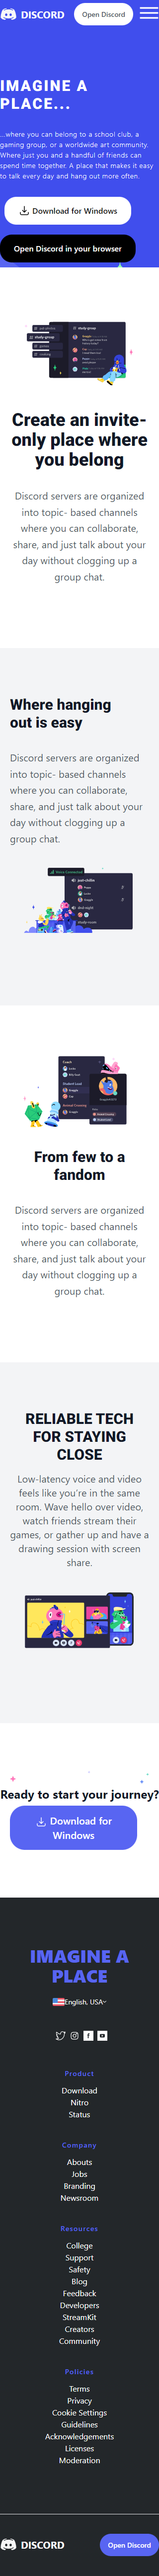 DISCORD
Open Discord
IMAGINE A
PLACE...
...where you can belong to a school club, a
gaming group, or a worldwide art community.
Where just you and a handful of friends can
spend time together. A place that makes it easy
to talk every day and hang out more often.
Download for Windows
Open Discord in your browser
Create an invite-
only place where
you belong
Discord servers are organized
into topic- based channels
where you can collaborate,
share, and just talk about your
day without clogging up a
group chat.
Where hanging
out is easy
Discord servers are organized
into topic- based channels
where you can collaborate,
share, and just talk about your
day without clogging up a
group chat.
From few to a
fandom
Discord servers are organized
into topic- based channels
where you can collaborate,
share, and just talk about your
day without clogging up a
group chat.
RELIABLE TECH
FOR STAYING
CLOSE
Low-latency voice and video
feels like you're in the same
room. Wave hello over video,
watch friends stream their
games, or gather up and have a
drawing session with screen
share.
Ready to start your journey?
Download for
Windows
IMAGINE A
PLACE
English, USA
Product
Download
Nitro
Status
Company
Abouts
Jobs
Branding
Newsroom
Resources
College
Support
Safety
Blog
Feedback
Developers
StreamKit
Creators
Community
Policies
Terms
Privacy
Cookie Settings
Guidelines
Acknowledgements
Licenses
Moderation
DISCORD
Open Discord